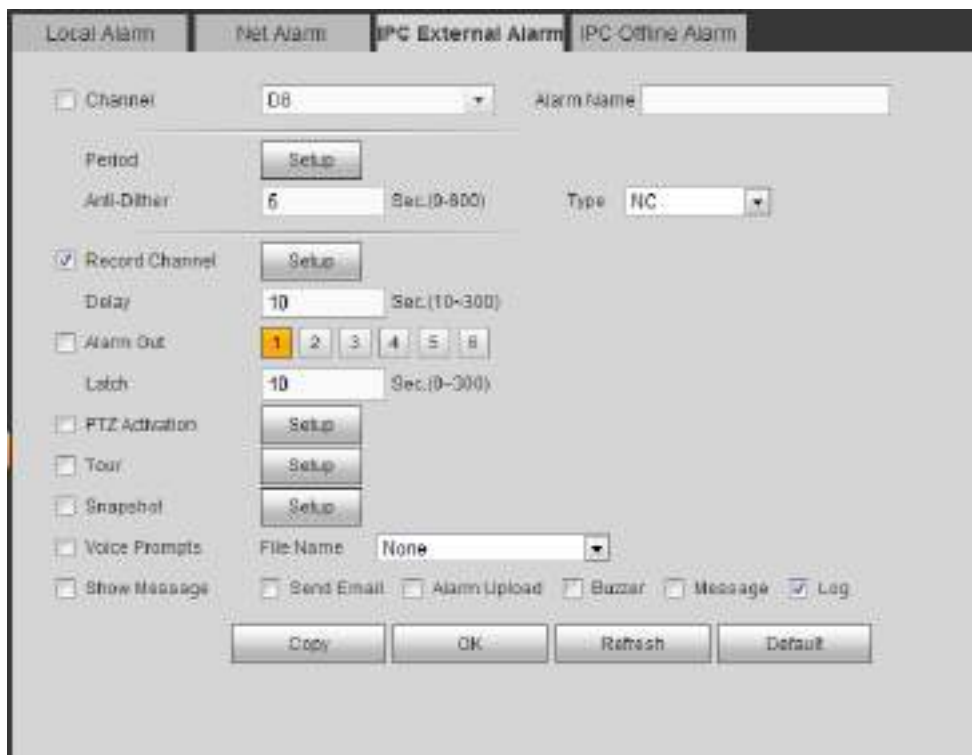 Local Alarm Net Alarm IPC External Alarm IPC Offline Alarm
Channel D8 Alarm Name
Period Setup
Anti-Dither 5 Sec.(0-600) Type NC
Record Channel Setup
Delay 10 Sec.(10~300)
Alarm Out 1 2 3 4 5 6
Latch 10 Sec.(0~300)
PTZ Activation Setup
Tour Setup
Snapshot Setup
Voice Prompts File Name None
Show Message Send Email Alarm Upload Buzzer Message Log
Copy OK Refresh Default